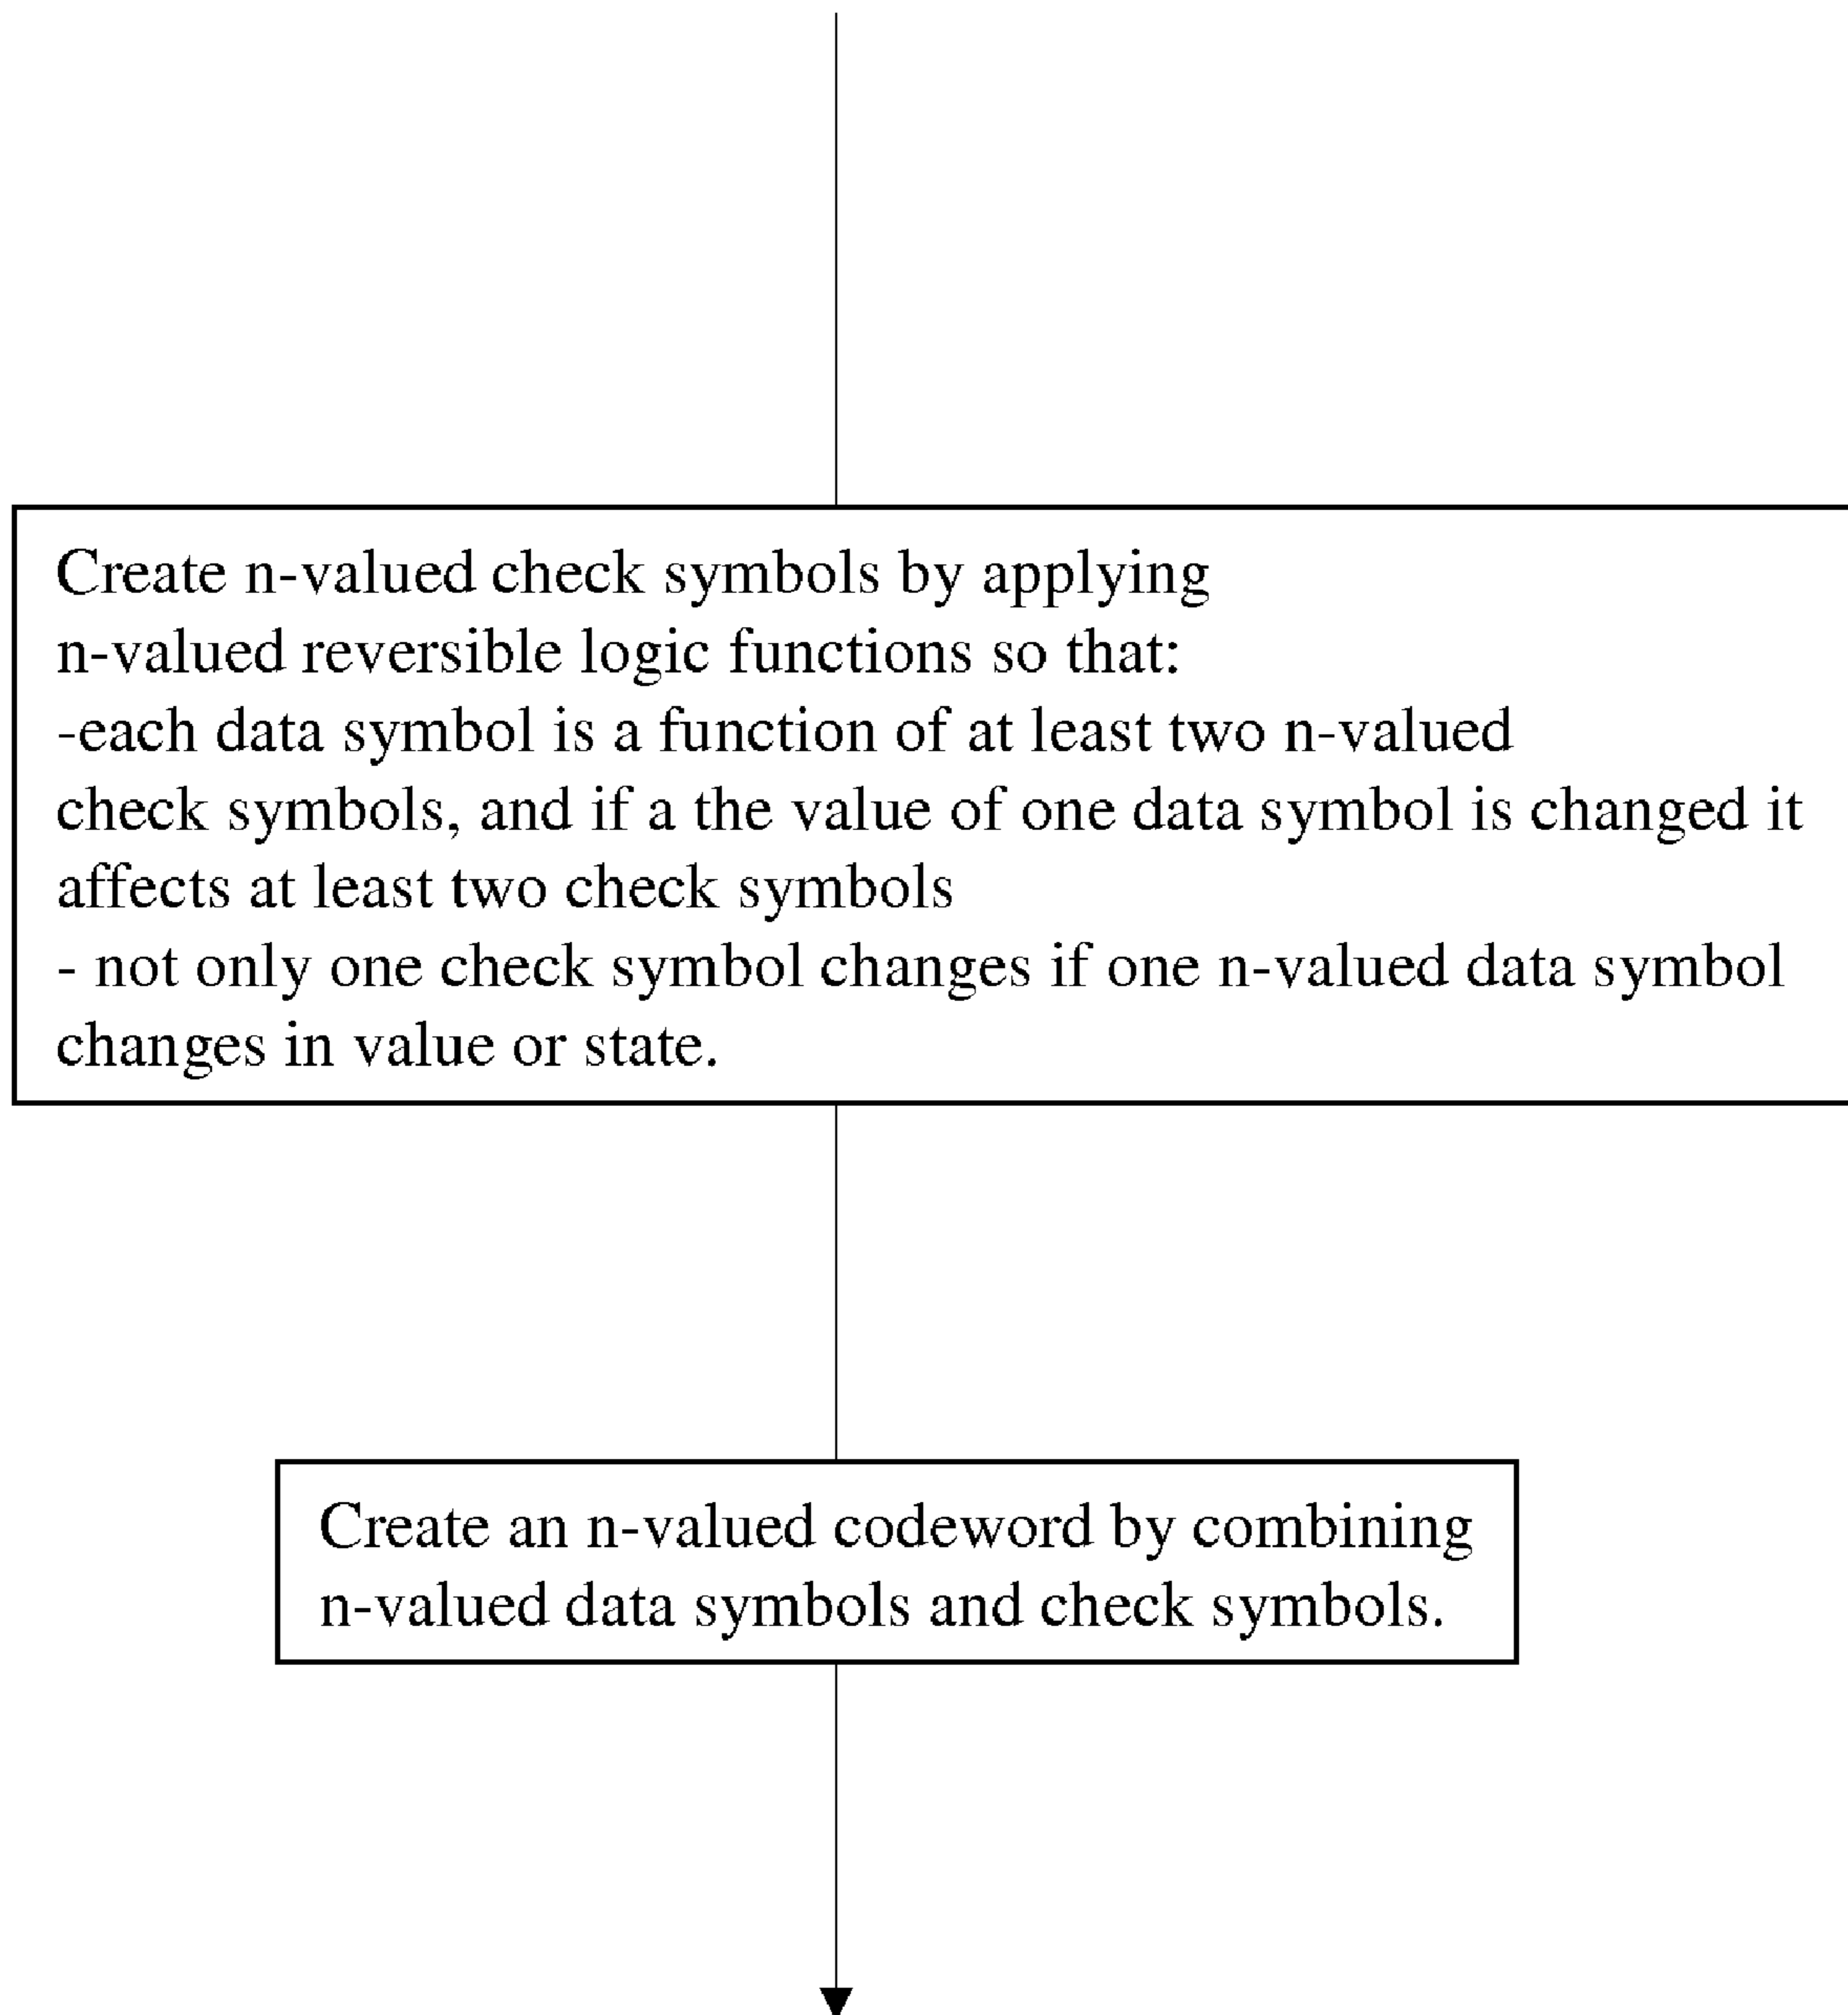 Create n-valued check symbols by applying
n-valued reversible logic functions so that:
-each data symbol is a function of at least two n-valued
check symbols, and if a the value of one data symbol is changed it
affects at least two check symbols
- not only one check symbol changes if one n-valued data symbol
changes in value or state.
Create an n-valued codeword by combining
n-valued data symbols and check symbols.